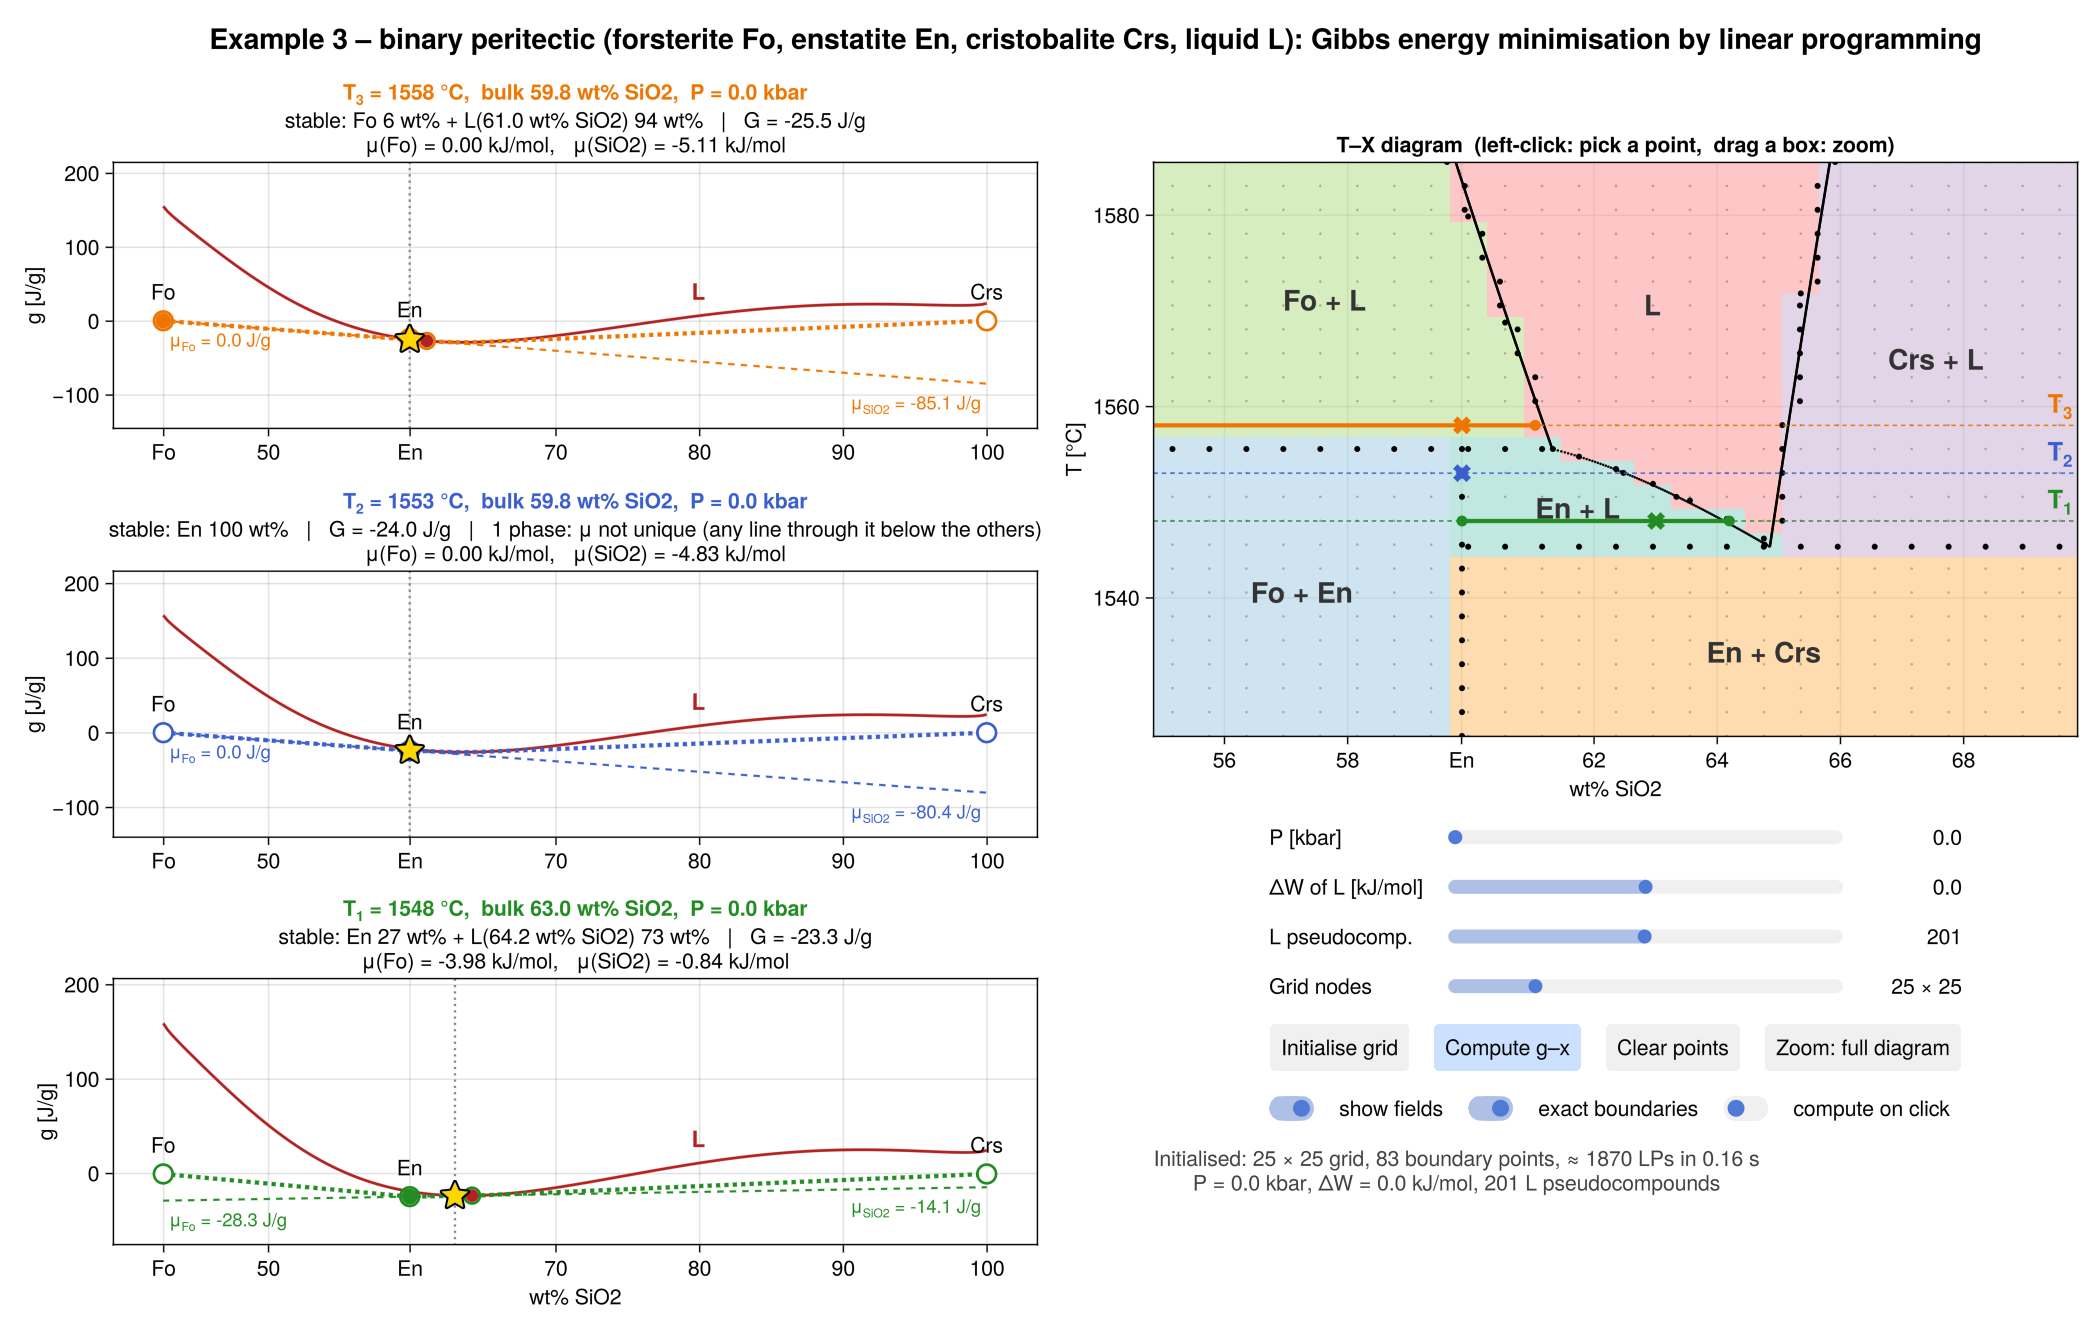 Example 3 – binary peritectic (forsterite Fo, enstatite En, cristobalite Crs, liquid L): Gibbs energy minimisation by linear programming
T3 = 1558 °C, bulk 59.8 wt% SiO2, P = 0.0 kbar
stable: Fo 6 wt% + L(61.0 wt% SiO2) 94 wt% | G = -25.5 J/g
µ(Fo) = 0.00 kJ/mol, µ(SiO2) = -5.11 kJ/mol
g [J/g]
200
100
0
−100
Fo
En
L
Crs
µFo = 0.0 J/g
µSiO2 = -85.1 J/g
Fo
50
En
70
80
90
100
T2 = 1553 °C, bulk 59.8 wt% SiO2, P = 0.0 kbar
stable: En 100 wt% | G = -24.0 J/g | 1 phase: µ not unique (any line through it below the others)
µ(Fo) = 0.00 kJ/mol, µ(SiO2) = -4.83 kJ/mol
g [J/g]
200
100
0
−100
Fo
En
L
Crs
µFo = 0.0 J/g
µSiO2 = -80.4 J/g
Fo
50
En
70
80
90
100
T1 = 1548 °C, bulk 63.0 wt% SiO2, P = 0.0 kbar
stable: En 27 wt% + L(64.2 wt% SiO2) 73 wt% | G = -23.3 J/g
µ(Fo) = -3.98 kJ/mol, µ(SiO2) = -0.84 kJ/mol
g [J/g]
200
100
0
Fo
En
L
Crs
µFo = -28.3 J/g
µSiO2 = -14.1 J/g
Fo
50
En
70
80
90
100
wt% SiO2
T–X diagram (left-click: pick a point, drag a box: zoom)
T [°C]
1580
1560
1540
Fo + L
L
Crs + L
T3
T2
T1
En + L
Fo + En
En + Crs
56
58
En
62
64
66
68
wt% SiO2
P [kbar] 0.0
ΔW of L [kJ/mol] 0.0
L pseudocomp. 201
Grid nodes 25 × 25
Initialise grid
Compute g–x
Clear points
Zoom: full diagram
show fields
exact boundaries
compute on click
Initialised: 25 × 25 grid, 83 boundary points, ≈ 1870 LPs in 0.16 s
P = 0.0 kbar, ΔW = 0.0 kJ/mol, 201 L pseudocompounds